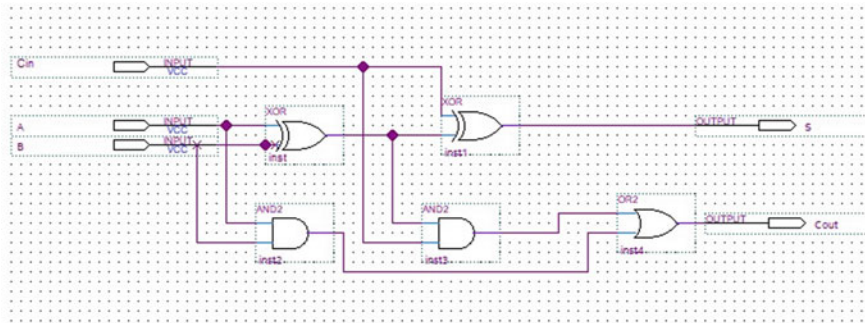 Cin INPUT VCC
XOR
XOR
A INPUT VCC
OUTPUT S
B INPUT VCC
inst
inst1
AND2
AND2
OR2
OUTPUT Cout
inst2
inst3
inst4